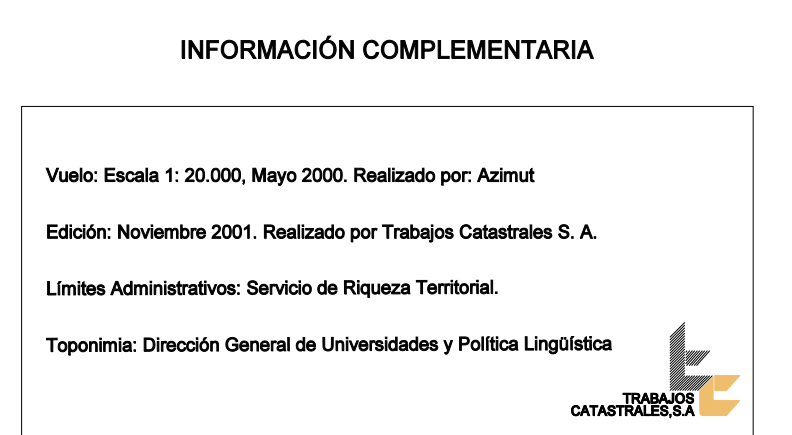 INFORMACIÓN COMPLEMENTARIA
Vuelo: Escala 1: 20.000, Mayo 2000. Realizado por: Azimut
Edición: Noviembre 2001. Realizado por Trabajos Catastrales S. A.
Límites Administrativos: Servicio de Riqueza Territorial.
Toponimia: Dirección General de Universidades y Política Lingüística
TRABAJOS
CATASTRALES,S.A